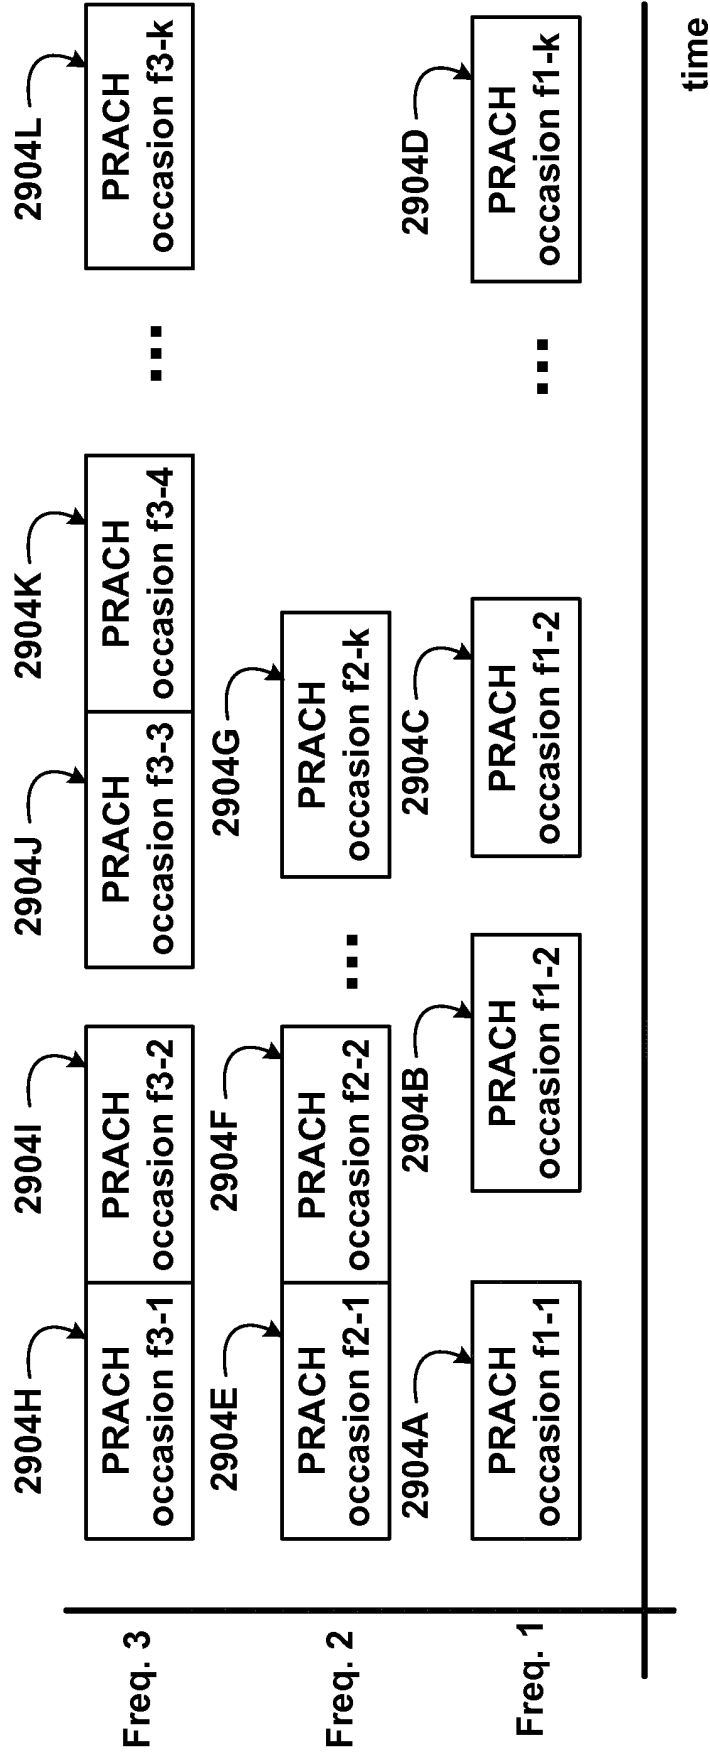 2904H
2904I
2904J
2904K
2904L
Freq. 3
PRACH
occasion f3-1
PRACH
occasion f3-2
PRACH
occasion f3-3
PRACH
occasion f3-4
...
PRACH
occasion f3-k
2904E
2904F
2904G
Freq. 2
PRACH
occasion f2-1
PRACH
occasion f2-2
...
PRACH
occasion f2-k
2904A
2904B
2904C
2904D
Freq. 1
PRACH
occasion f1-1
PRACH
occasion f1-2
PRACH
occasion f1-2
...
PRACH
occasion f1-k
time